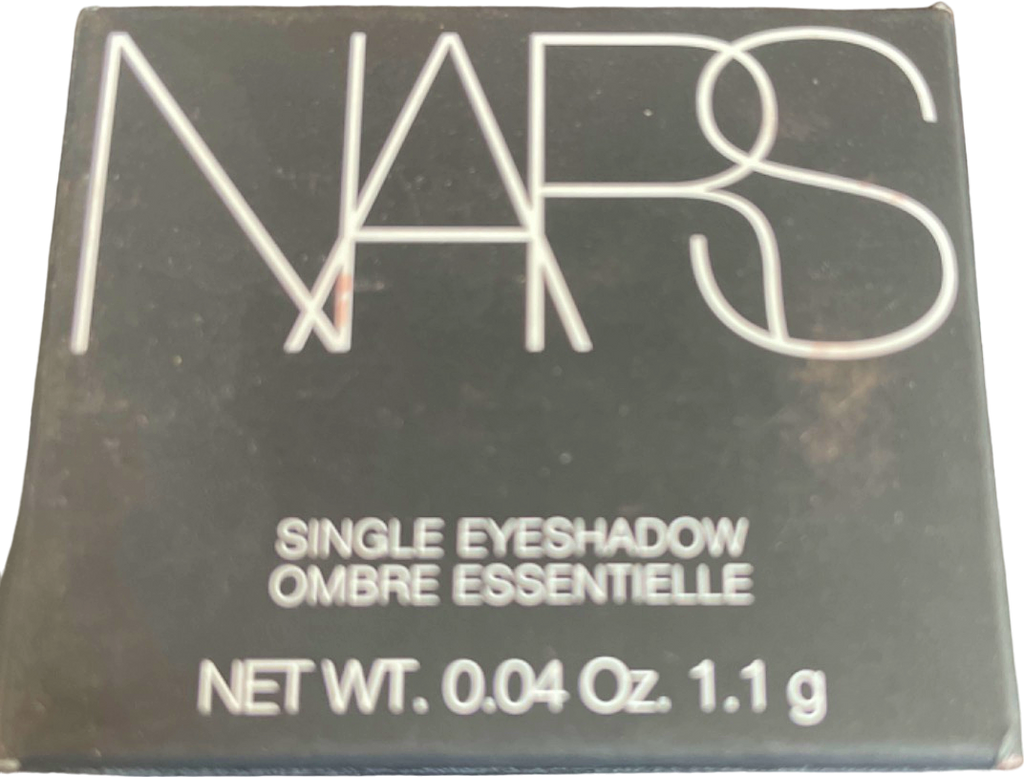 NARS
SINGLE EYESHADOW
OMBRE ESSENTIELLE
NET WT. 0.04 Oz. 1.1 g